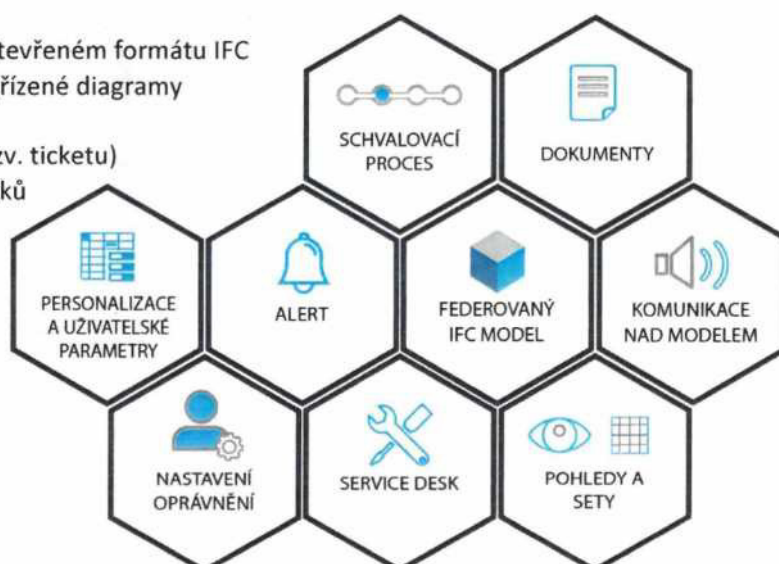 tevřeném formátu IFC
řízené diagramy
zv. ticketu)
ků
SCHVALOVACÍ
PROCES
DOKUMENTY
PERSONALIZACE
A UŽIVATELSKÉ
PARAMETRY
ALERT
FEDEROVANÝ
IFC MODEL
KOMUNIKACE
NAD MODELEM
NASTAVENÍ
OPRÁVNĚNÍ
SERVICE DESK
POHLEDY A
SETY